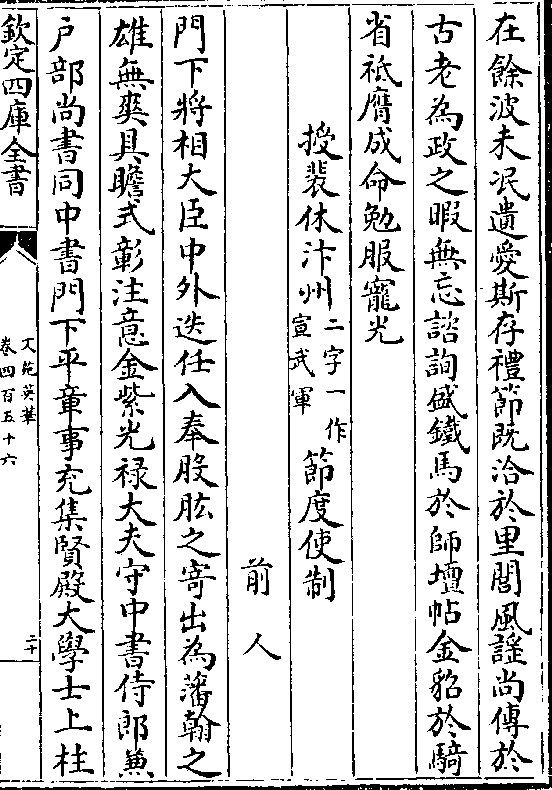 在餘波未泯遺愛斯存禮節既洽於里閭風謡尚傳於
古老為政之暇無忘諮詢盛鐵馬於師壇帖金貂於騎
省祗膺成命勉服寵光
授裴休汴州二字一作宣武軍節度使制
前人
門下將相大臣中外迭任入奉股肱之寄出為藩翰之
雄無爽具瞻式彰注意金紫光禄大夫守中書侍郎兼
户部尚書同中書門下平章事充集賢殿大學士上柱
欽定四庫全書
文苑英華
卷四百五十六
二十